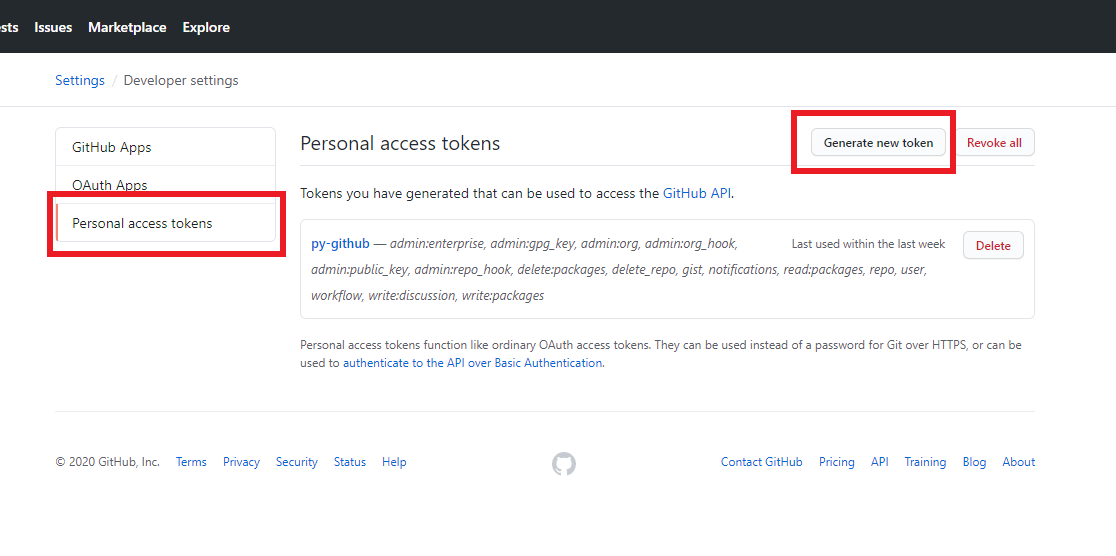 sts Issues Marketplace Explore
Settings / Developer settings
GitHub Apps
OAuth Apps
Personal access tokens
Personal access tokens
Generate new token
Revoke all
Tokens you have generated that can be used to access the GitHub API.
py-github — admin:enterprise, admin:gpg_key, admin:org, admin:org_hook,
admin:public_key, admin:repo_hook, delete:packages, delete_repo, gist, notifications, read:packages, repo, user,
workflow, write:discussion, write:packages
Last used within the last week
Delete
Personal access tokens function like ordinary OAuth access tokens. They can be used instead of a password for Git over HTTPS, or can be
used to authenticate to the API over Basic Authentication.
© 2020 GitHub, Inc. Terms Privacy Security Status Help
Contact GitHub Pricing API Training Blog About